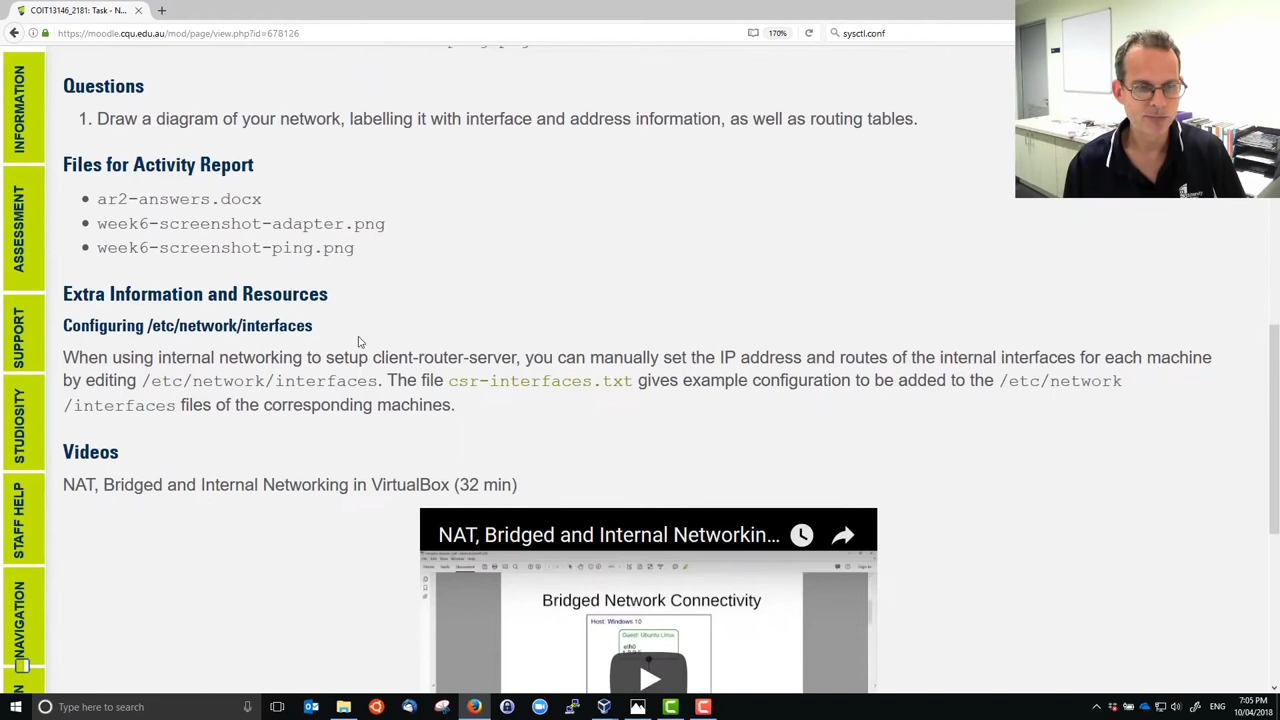 COIT13146_2181: Task - N...
https://moodle.cqu.edu.au/mod/page/view.php?id=678126
170%
sysctl.conf
INFORMATION
ASSESSMENT
SUPPORT
STUDIOSITY
STAFF HELP
NAVIGATION
Questions
1. Draw a diagram of your network, labelling it with interface and address information, as well as routing tables.
Files for Activity Report
ar2-answers.docx
week6-screenshot-adapter.png
week6-screenshot-ping.png
Extra Information and Resources
Configuring /etc/network/interfaces
When using internal networking to setup client-router-server, you can manually set the IP address and routes of the internal interfaces for each machine
by editing /etc/network/interfaces. The file csr-interfaces.txt gives example configuration to be added to the /etc/network
/interfaces files of the corresponding machines.
Videos
NAT, Bridged and Internal Networking in VirtualBox (32 min)
NAT, Bridged and Internal Networkin...
Bridged Network Connectivity
Host: Windows 10
Guest: Ubuntu Linux
eth0
Type here to search
ENG
7:05 PM
10/04/2018